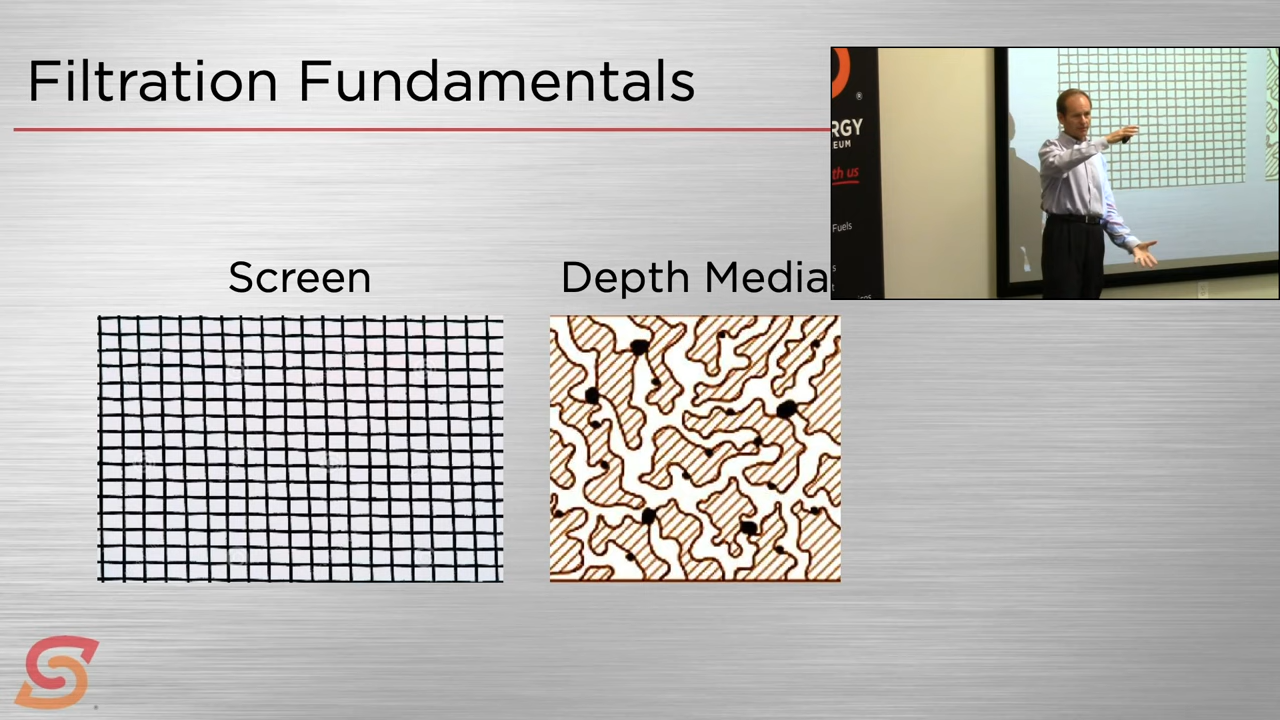 Filtration Fundamentals
Screen
Depth Media
®
RGY
EUM
th us
Fuels
s
t